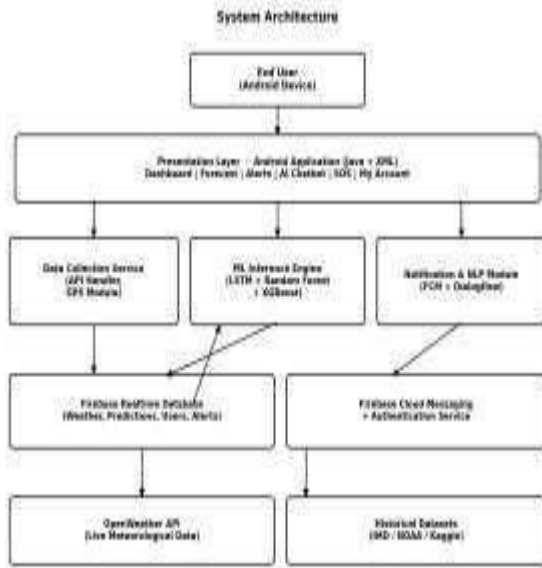 System Architecture
End User
(Android Device)
Presentation Layer - Android Application (Java + XML)
Dashboard | Forecast | Alerts | AI Chatbot | SOS | My Account
Data Collection Service
(API Handler,
GPS Module)
ML Inference Engine
(LSTM + Random Forest
+ XGBoost)
Notification & NLP Module
(FCM + Dialogflow)
Firebase Realtime Database
(Weather, Predictions, Users, Alerts)
Firebase Cloud Messaging
+ Authentication Service
OpenWeather API
(Live Meteorological Data)
Historical Datasets
(IMD / NOAA / Kaggle)